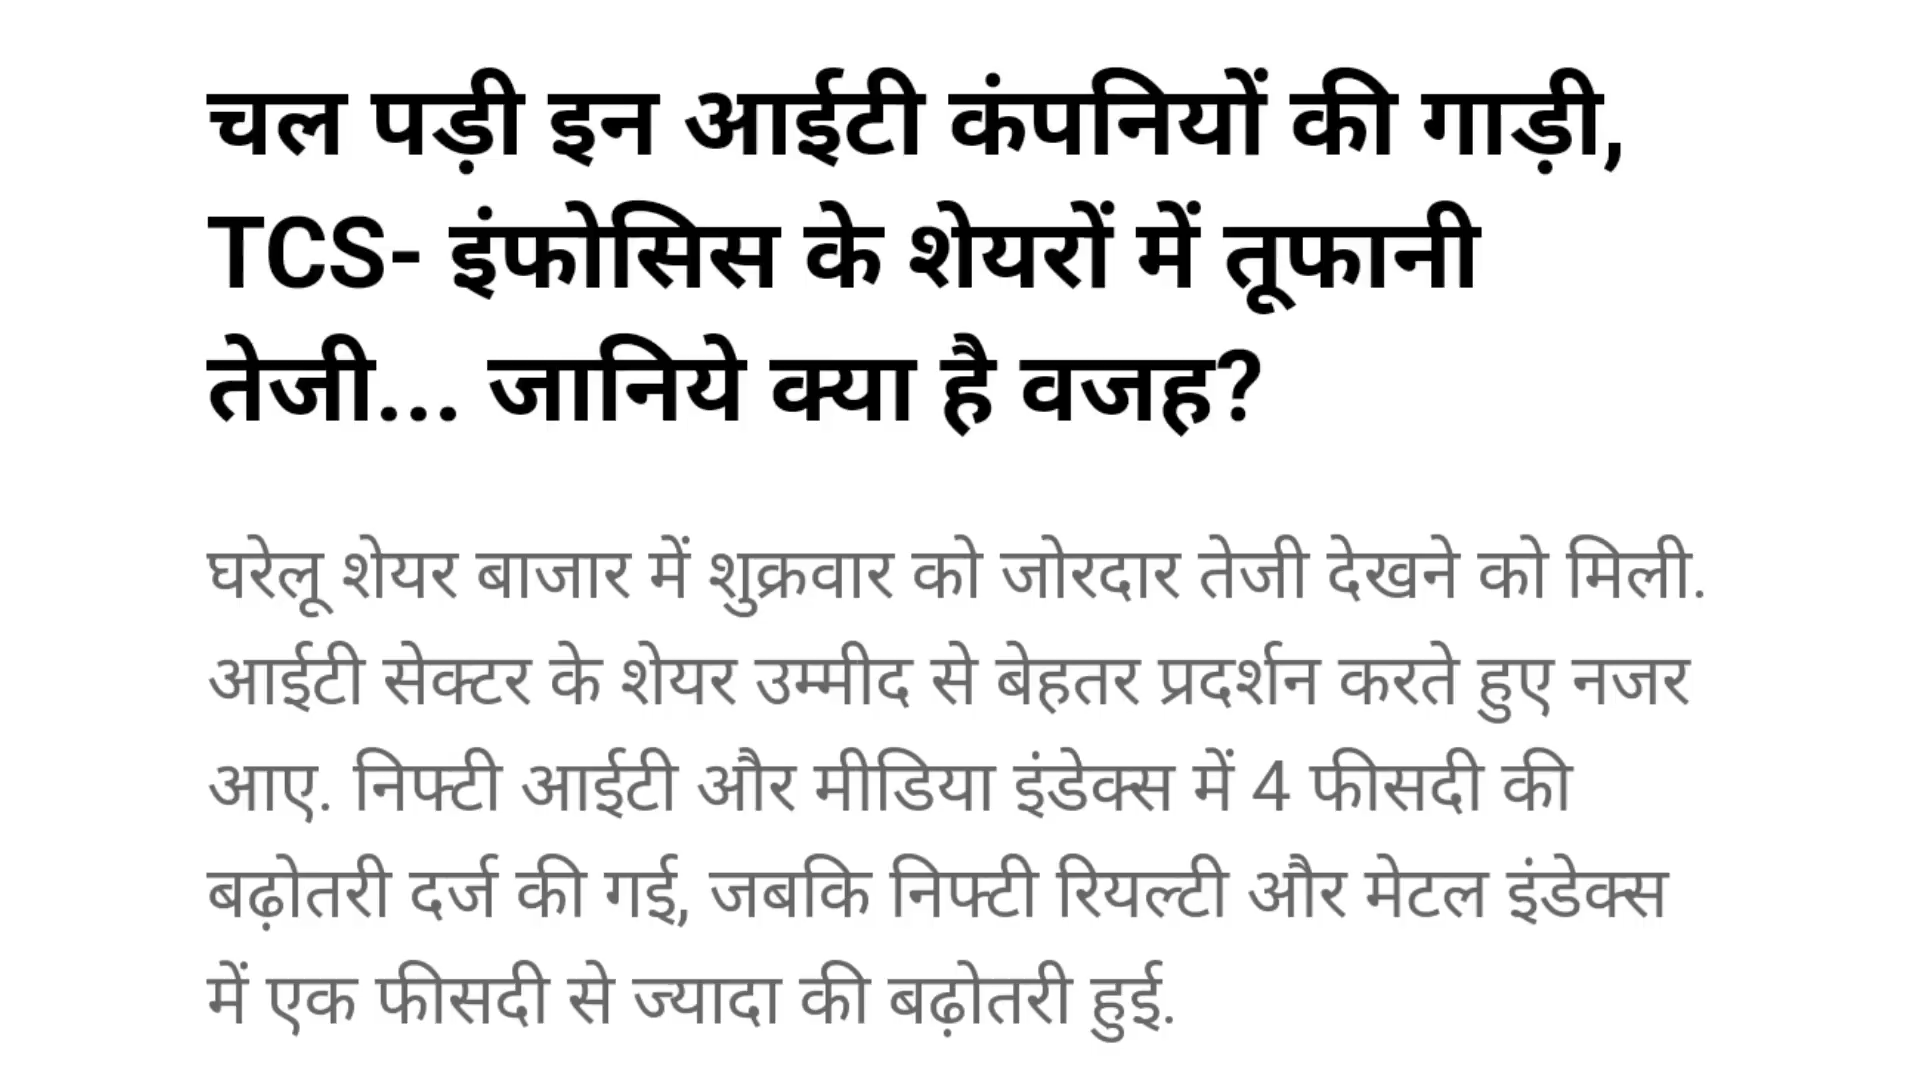 चल पड़ी इन आईटी कंपनियों की गाड़ी,
TCS- इंफोसिस के शेयरों में तूफानी
तेजी... जानिये क्या है वजह?
घरेलू शेयर बाजार में शुक्रवार को जोरदार तेजी देखने को मिली.
आईटी सेक्टर के शेयर उम्मीद से बेहतर प्रदर्शन करते हुए नजर
आए. निफ्टी आईटी और मीडिया इंडेक्स में 4 फीसदी की
बढ़ोतरी दर्ज की गई, जबकि निफ्टी रियल्टी और मेटल इंडेक्स
में एक फीसदी से ज्यादा की बढ़ोतरी हुई.